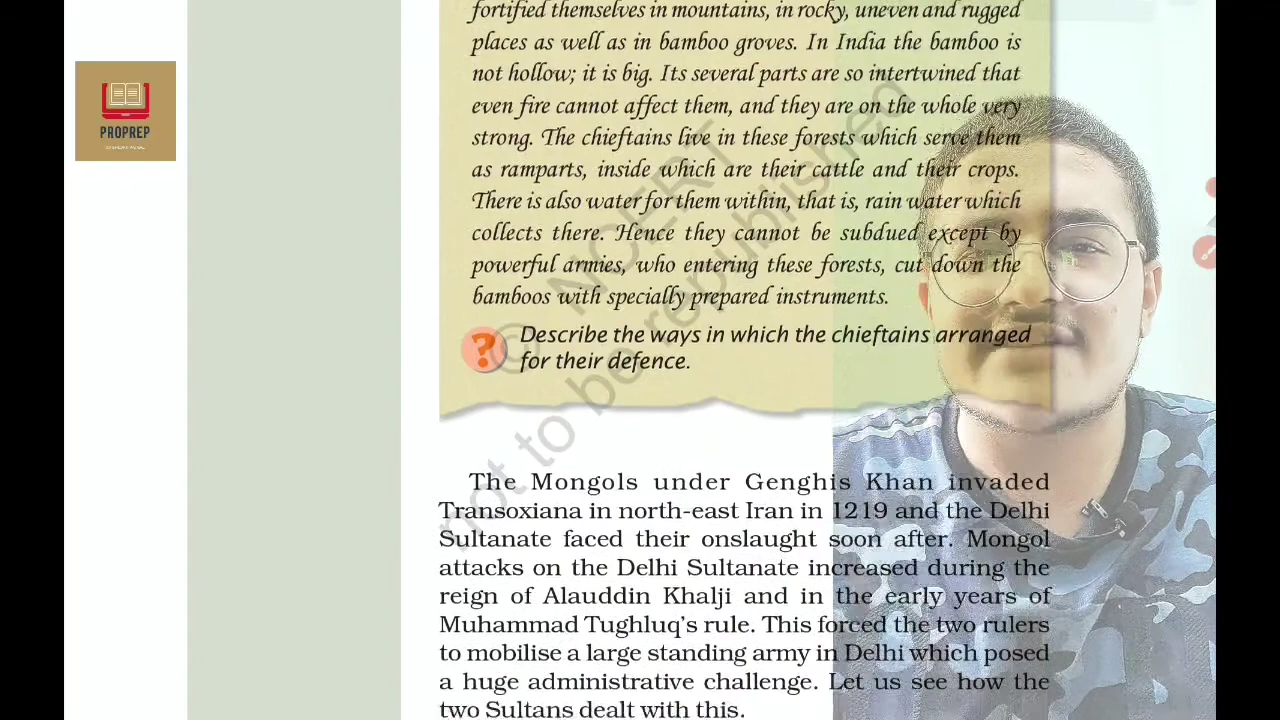 fortified themselves in mountains, in rocky, uneven and rugged
places as well as in bamboo groves. In India the bamboo is
not hollow; it is big. Its several parts are so intertwined that
even fire cannot affect them, and they are on the whole very
strong. The chieftains live in these forests which serve them
as ramparts, inside which are their cattle and their crops.
There is also water for them within, that is, rain water which
collects there. Hence they cannot be subdued except by
powerful armies, who entering these forests, cut down the
bamboos with specially prepared instruments.
PROPREP
? Describe the ways in which the chieftains arranged
for their defence.
© NCERT
not to be republished
The Mongols under Genghis Khan invaded
Transoxiana in north-east Iran in 1219 and the Delhi
Sultanate faced their onslaught soon after. Mongol
attacks on the Delhi Sultanate increased during the
reign of Alauddin Khalji and in the early years of
Muhammad Tughluq's rule. This forced the two rulers
to mobilise a large standing army in Delhi which posed
a huge administrative challenge. Let us see how the
two Sultans dealt with this.